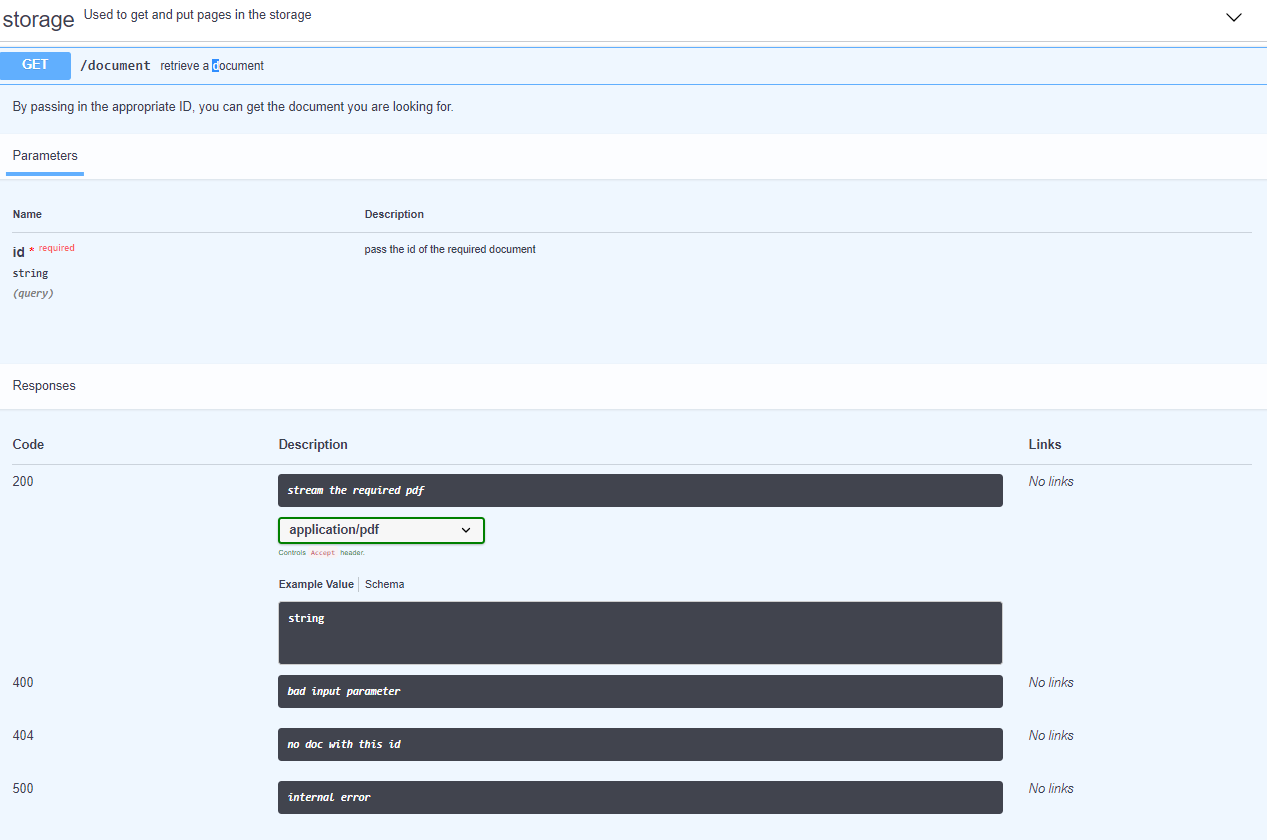 storage Used to get and put pages in the storage
GET /document retrieve a document
By passing in the appropriate ID, you can get the document you are looking for.
Parameters
Name Description
id * required pass the id of the required document
string
(query)
Responses
Code Description Links
200 stream the required pdf No links
application/pdf
Controls Accept header.
Example Value Schema
string
400 bad input parameter No links
404 no doc with this id No links
500 internal error No links